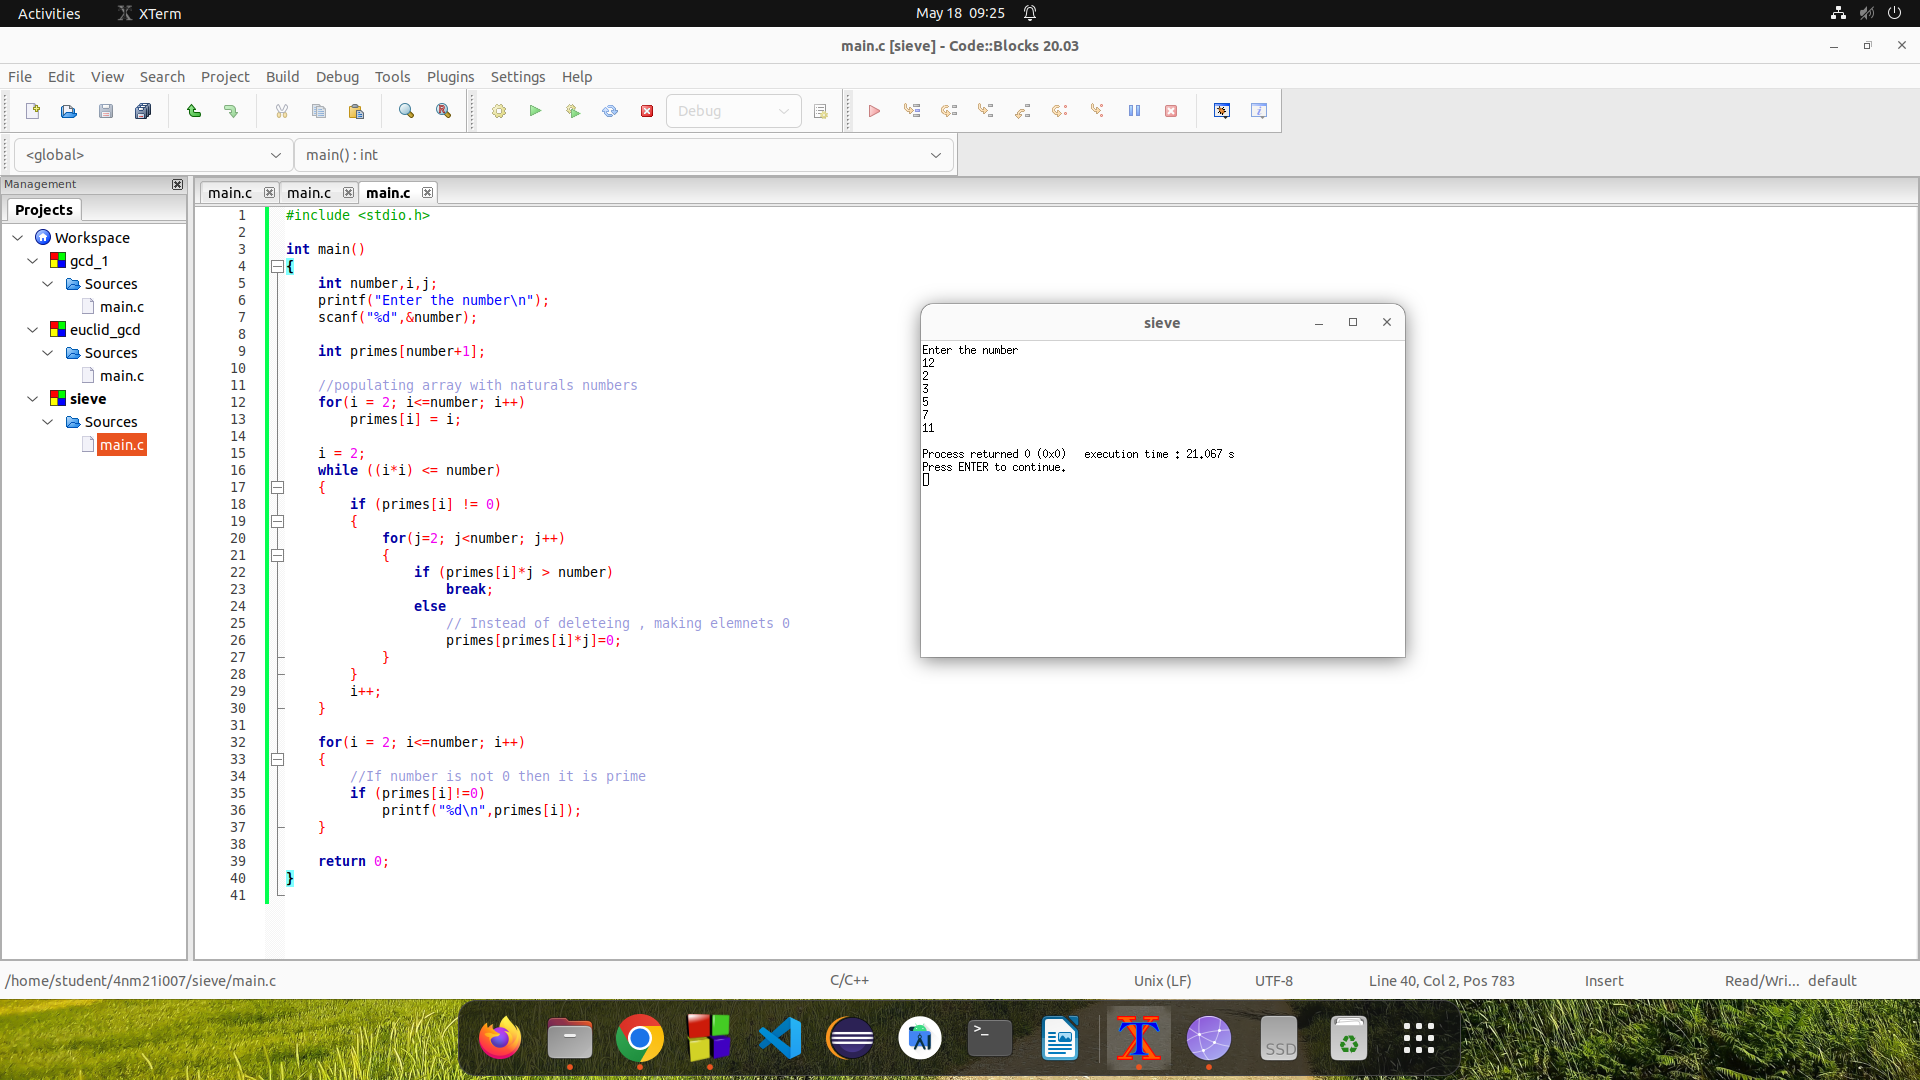 Activities XTerm May 18 09:25
main.c [sieve] - Code::Blocks 20.03
File Edit View Search Project Build Debug Tools Plugins Settings Help
Debug
<global> main() : int
Management
Projects
Workspace
gcd_1
Sources
main.c
euclid_gcd
Sources
main.c
sieve
Sources
main.c
main.c main.c main.c
1 #include <stdio.h>
2
3 int main()
4 {
5 int number,i,j;
6 printf("Enter the number\n");
7 scanf("%d",&number);
8
9 int primes[number+1];
10
11 //populating array with naturals numbers
12 for(i = 2; i<=number; i++)
13 primes[i] = i;
14
15 i = 2;
16 while ((i*i) <= number)
17 {
18 if (primes[i] != 0)
19 {
20 for(j=2; j<number; j++)
21 {
22 if (primes[i]*j > number)
23 break;
24 else
25 // Instead of deleteing , making elemnets 0
26 primes[primes[i]*j]=0;
27 }
28 }
29 i++;
30 }
31
32 for(i = 2; i<=number; i++)
33 {
34 //If number is not 0 then it is prime
35 if (primes[i]!=0)
36 printf("%d\n",primes[i]);
37 }
38
39 return 0;
40 }
41
sieve
Enter the number
12
2
3
5
7
11
Process returned 0 (0x0) execution time : 21.067 s
Press ENTER to continue.
/home/student/4nm21i007/sieve/main.c C/C++ Unix (LF) UTF-8 Line 40, Col 2, Pos 783 Insert Read/Wri... default
SSD